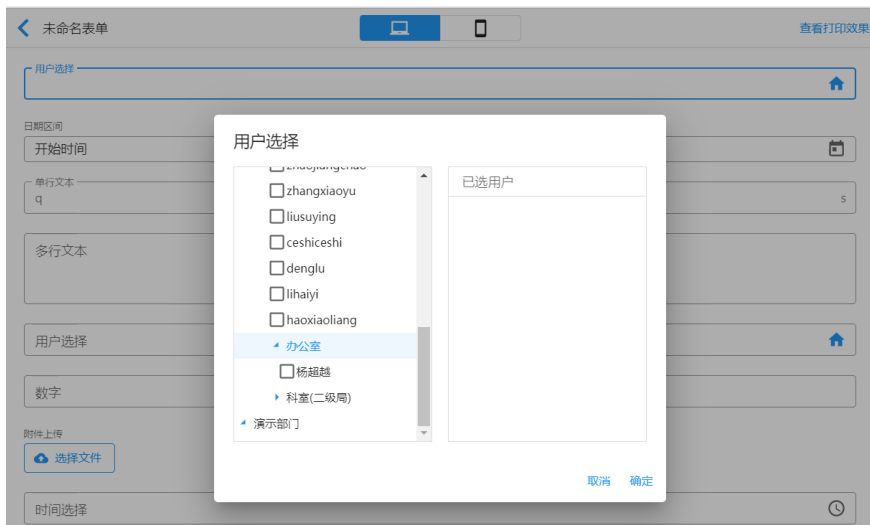 未命名表单
查看打印效果
用户选择
日期区间
开始时间
单行文本
q
s
多行文本
用户选择
数字
附件上传
选择文件
时间选择
用户选择
zhaojiangchao
zhangxiaoyu
liusuying
ceshiceshi
denglu
lihaiyi
haoxiaoliang
办公室
杨超越
科室(二级局)
演示部门
已选用户
取消
确定